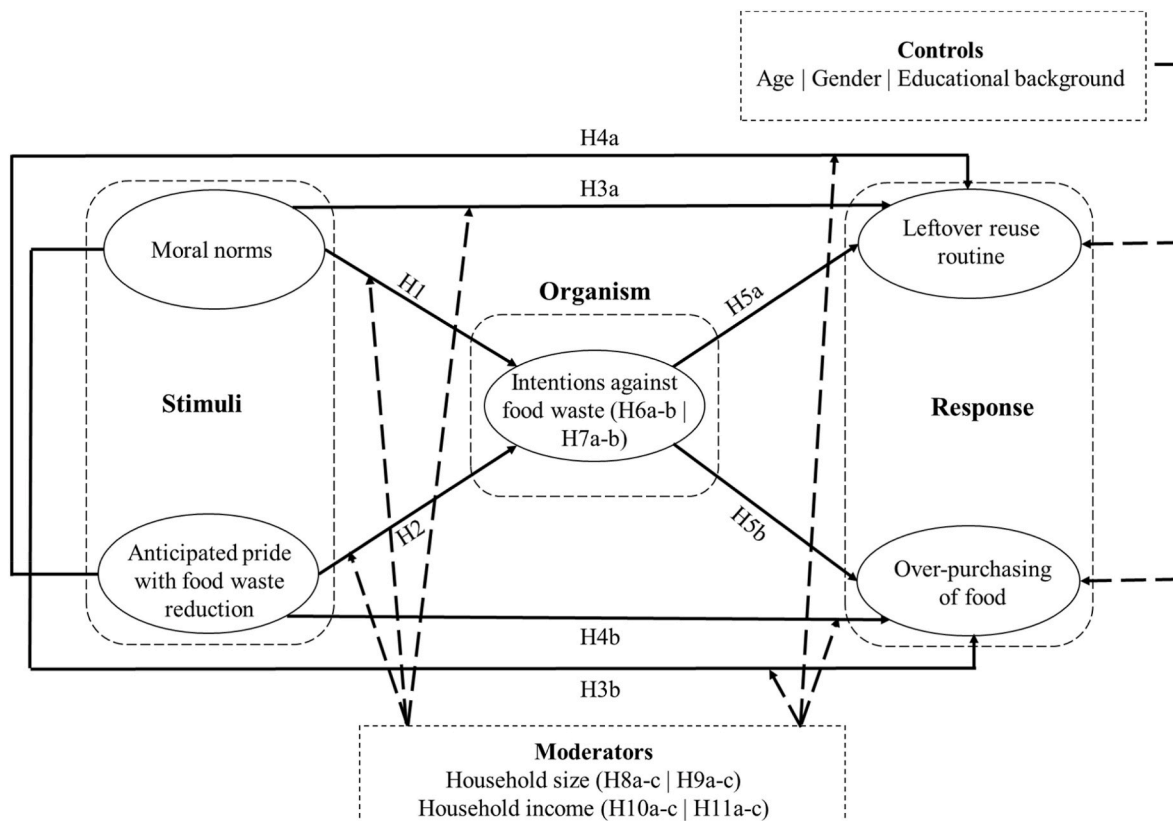 Controls
Age | Gender | Educational background
H4a
H3a
Moral norms
Leftover reuse
routine
H1
Organism
H5a
Stimuli
Intentions against
food waste (H6a-b |
H7a-b)
Response
H2
H5b
Anticipated pride
with food waste
reduction
Over-purchasing
of food
H4b
H3b
Moderators
Household size (H8a-c | H9a-c)
Household income (H10a-c | H11a-c)